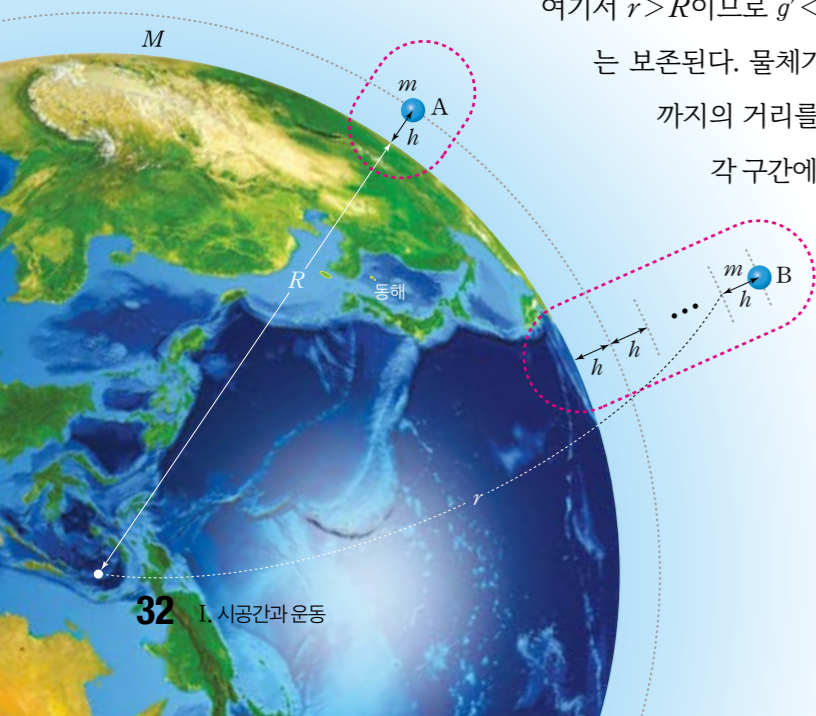 여기서 r>R이므로 g′<
는 보존된다. 물체가
까지의 거리를
각 구간에
M
m
A
h
R
동해
m
B
h
h
h
r
32 I. 시공간과 운동